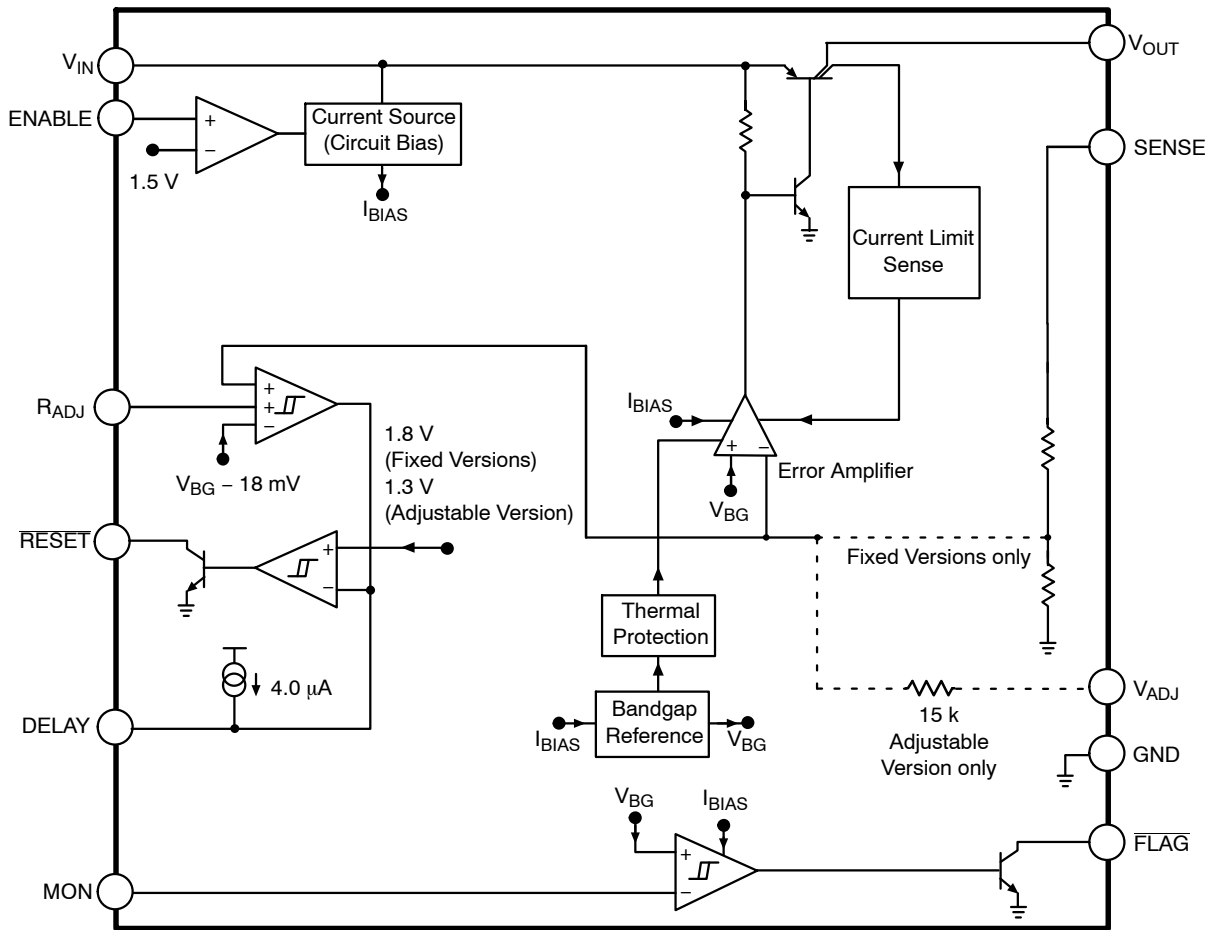 V_IN
V_OUT
ENABLE
+
−
1.5 V
Current Source
(Circuit Bias)
I_BIAS
SENSE
Current Limit
Sense
R_ADJ
+
+
−
V_BG − 18 mV
1.8 V
(Fixed Versions)
1.3 V
(Adjustable Version)
I_BIAS
+
−
Error Amplifier
V_BG
RESET
+
−
Fixed Versions only
Thermal
Protection
4.0 μA
DELAY
I_BIAS
Bandgap
Reference
V_BG
15 k
Adjustable
Version only
V_ADJ
GND
V_BG
I_BIAS
+
−
FLAG
MON